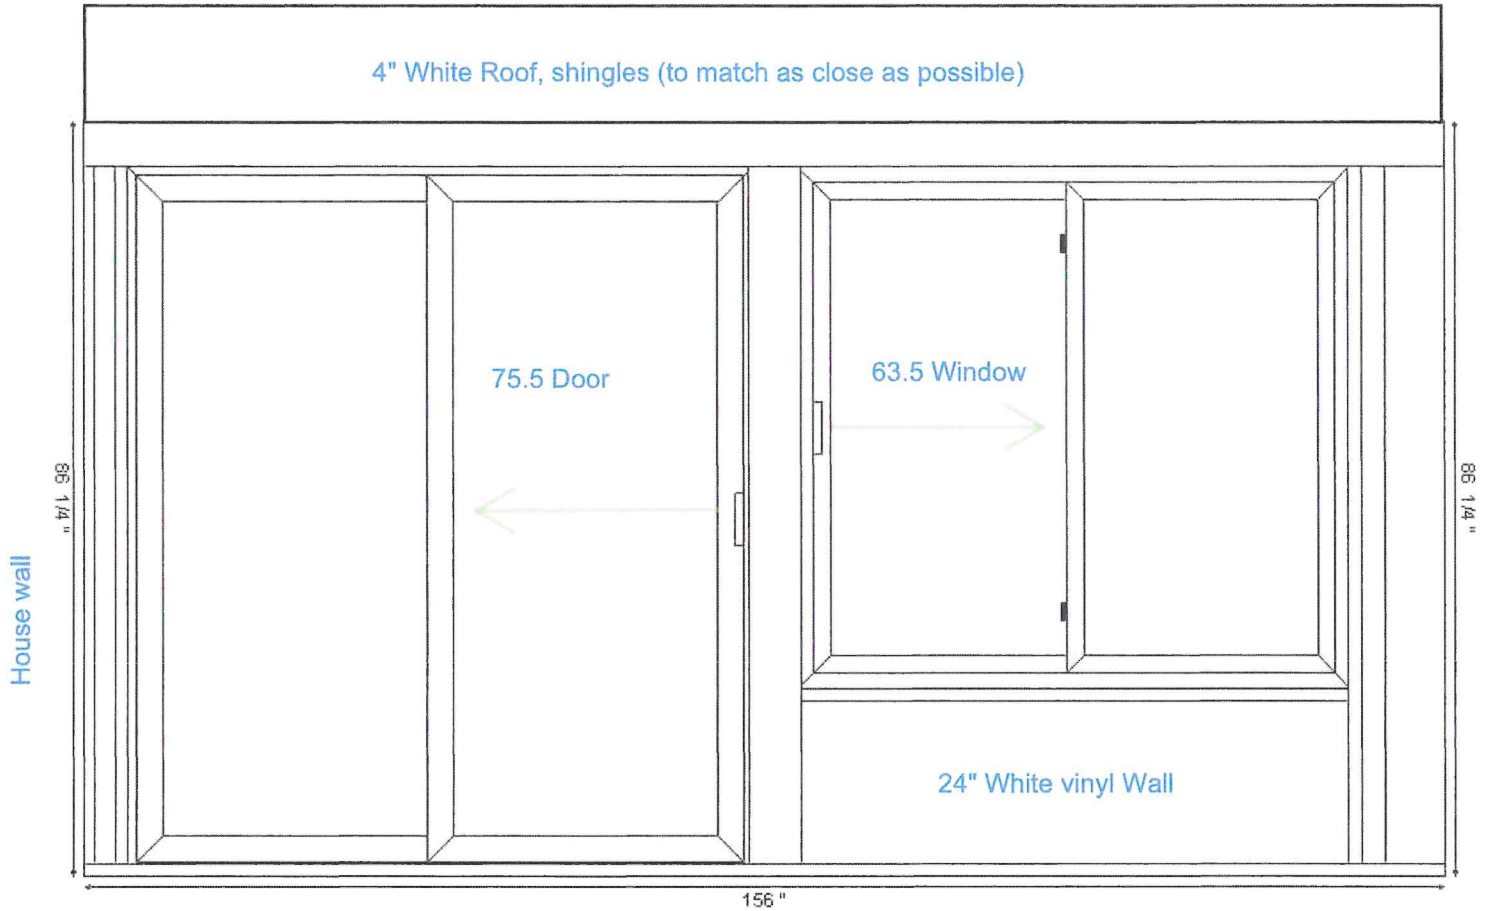 4" White Roof, shingles (to match as close as possible)
75.5 Door
63.5 Window
86 1/4 "
86 1/4 "
House wall
24" White vinyl Wall
156 "